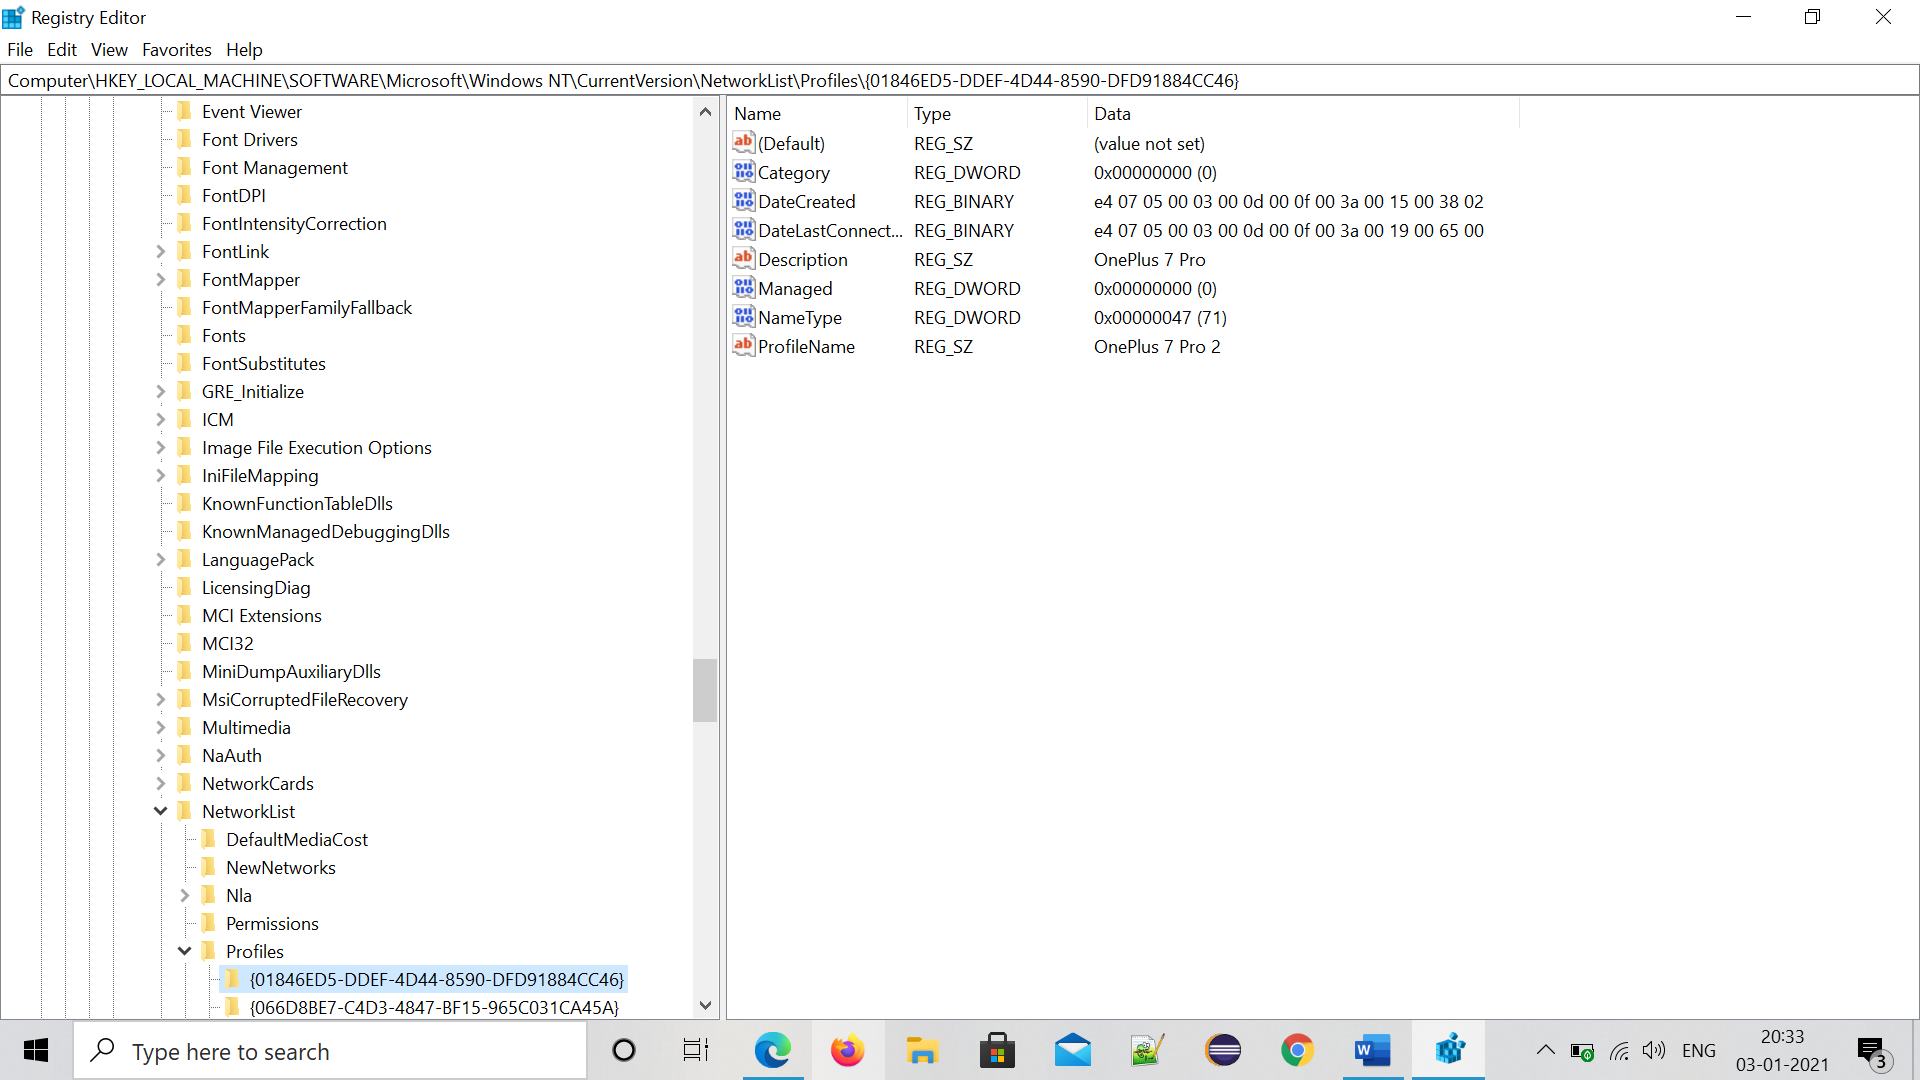 Registry Editor
File Edit View Favorites Help
Computer\HKEY_LOCAL_MACHINE\SOFTWARE\Microsoft\Windows NT\CurrentVersion\NetworkList\Profiles\{01846ED5-DDEF-4D44-8590-DFD91884CC46}
Event Viewer
Font Drivers
Font Management
FontDPI
FontIntensityCorrection
FontLink
FontMapper
FontMapperFamilyFallback
Fonts
FontSubstitutes
GRE_Initialize
ICM
Image File Execution Options
IniFileMapping
KnownFunctionTableDlls
KnownManagedDebuggingDlls
LanguagePack
LicensingDiag
MCI Extensions
MCI32
MiniDumpAuxiliaryDlls
MsiCorruptedFileRecovery
Multimedia
NaAuth
NetworkCards
NetworkList
DefaultMediaCost
NewNetworks
Nla
Permissions
Profiles
{01846ED5-DDEF-4D44-8590-DFD91884CC46}
{066D8BE7-C4D3-4847-BF15-965C031CA45A}
Name Type Data
(Default) REG_SZ (value not set)
Category REG_DWORD 0x00000000 (0)
DateCreated REG_BINARY e4 07 05 00 03 00 0d 00 0f 00 3a 00 15 00 38 02
DateLastConnect... REG_BINARY e4 07 05 00 03 00 0d 00 0f 00 3a 00 19 00 65 00
Description REG_SZ OnePlus 7 Pro
Managed REG_DWORD 0x00000000 (0)
NameType REG_DWORD 0x00000047 (71)
ProfileName REG_SZ OnePlus 7 Pro 2
Type here to search
ENG
20:33
03-01-2021
3